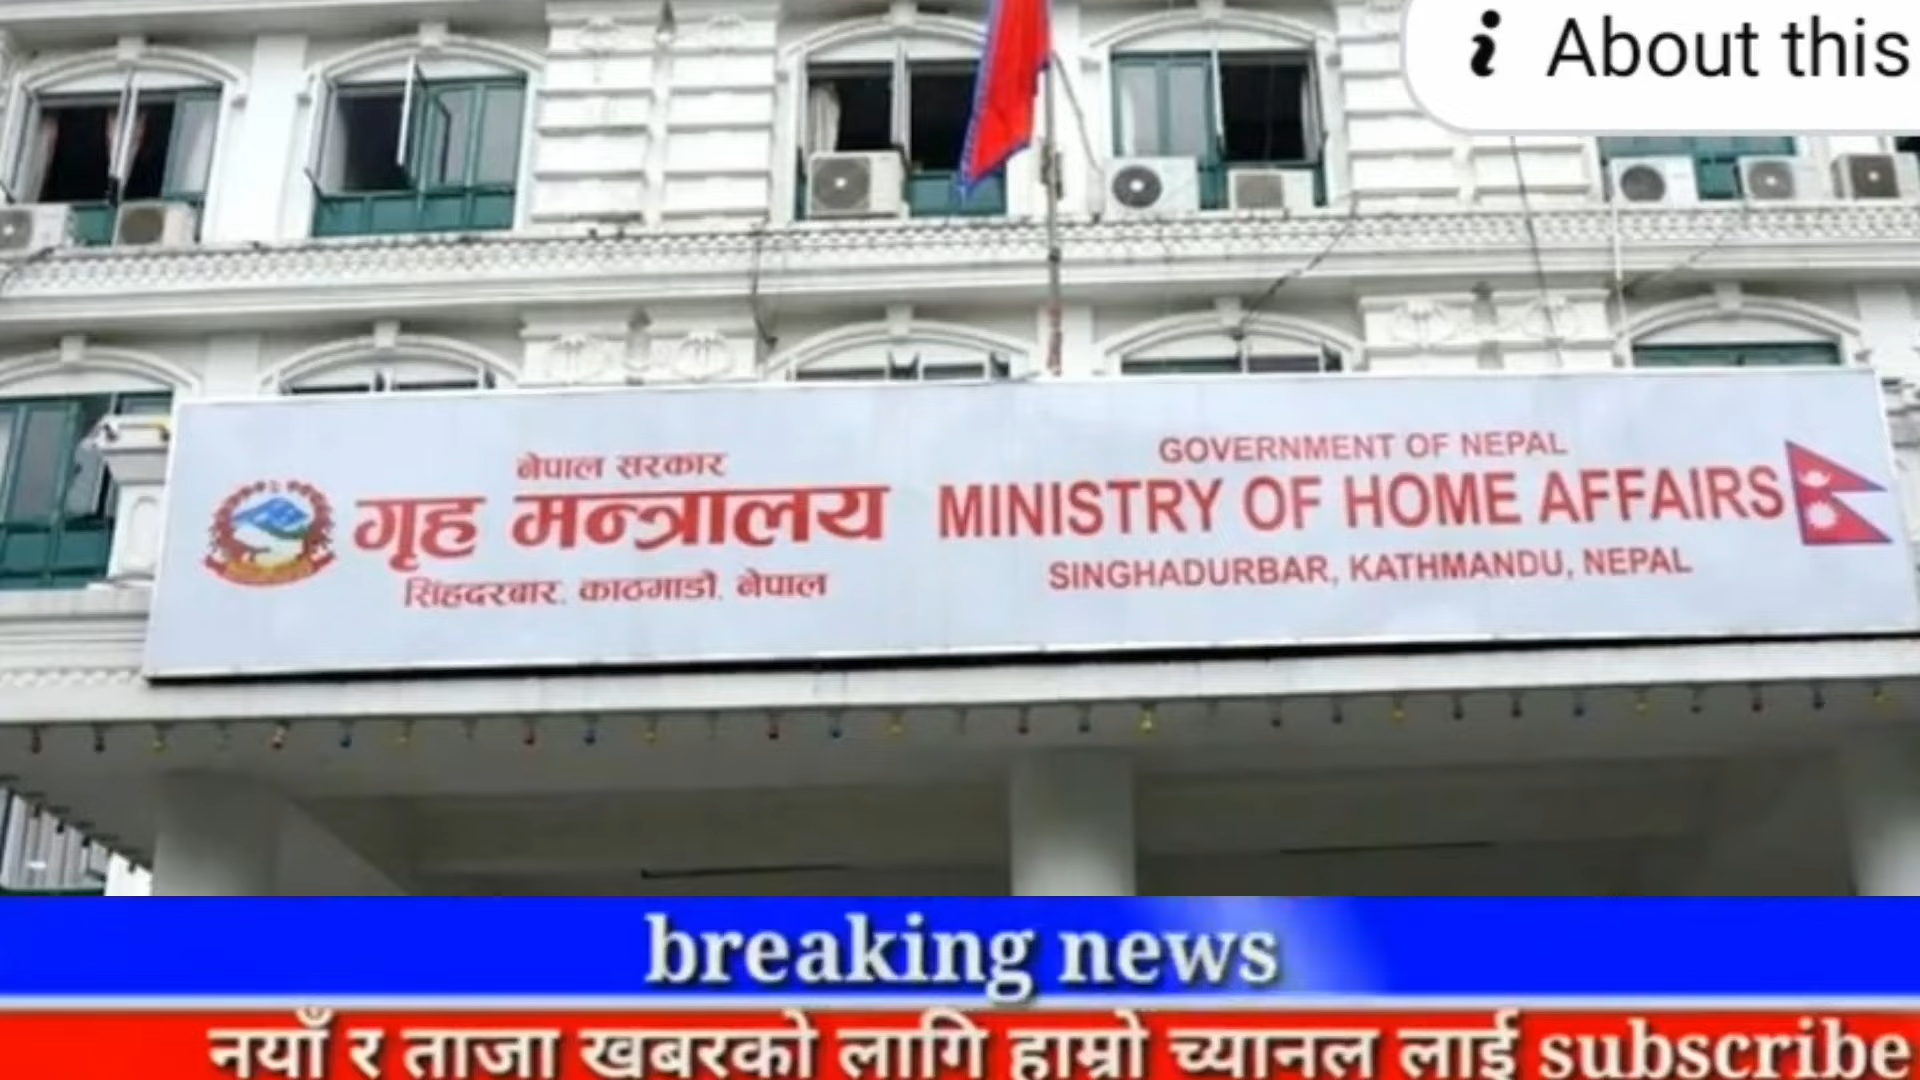 i About this
नेपाल सरकार
गृह मन्त्रालय
सिंहदरबार, काठमाडौं, नेपाल
GOVERNMENT OF NEPAL
MINISTRY OF HOME AFFAIRS
SINGHADURBAR, KATHMANDU, NEPAL
breaking news
नयाँ र ताजा खबरको लागि हाम्रो च्यानल लाई subscribe